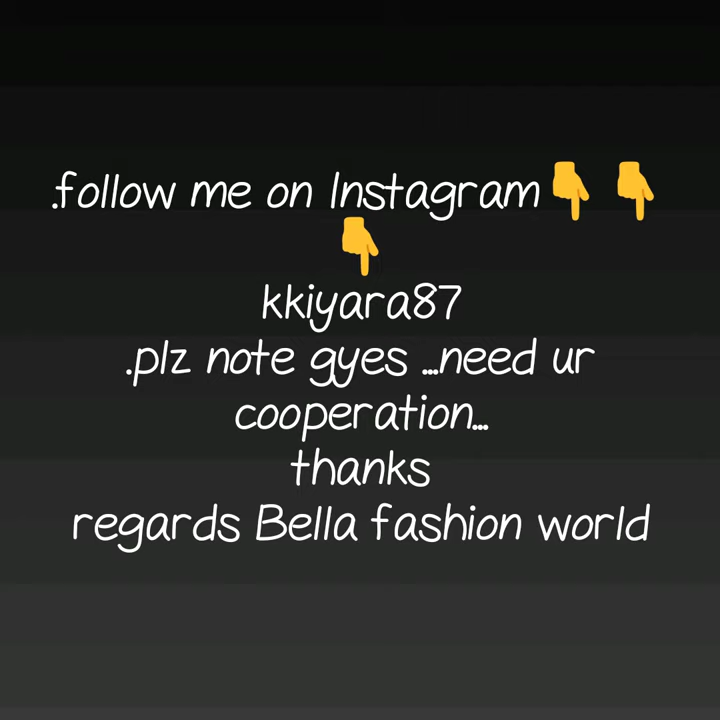 .follow me on Instagram👇 👇
👇
kkiyara87
.plz note gyes ...need ur
cooperation...
thanks
regards Bella fashion world